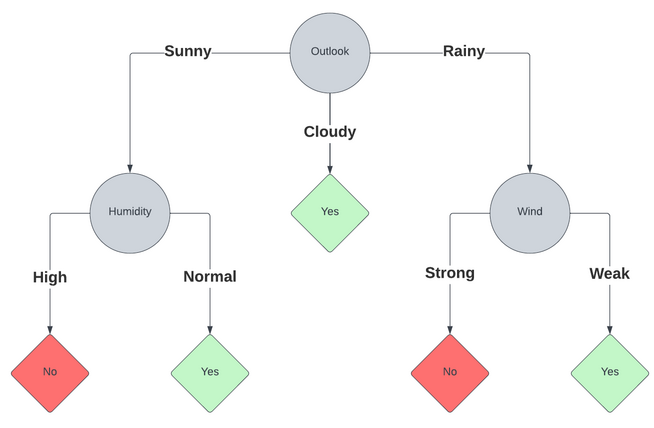 Outlook
Sunny
Rainy
Cloudy
Humidity
Yes
Wind
High
Normal
Strong
Weak
No
Yes
No
Yes